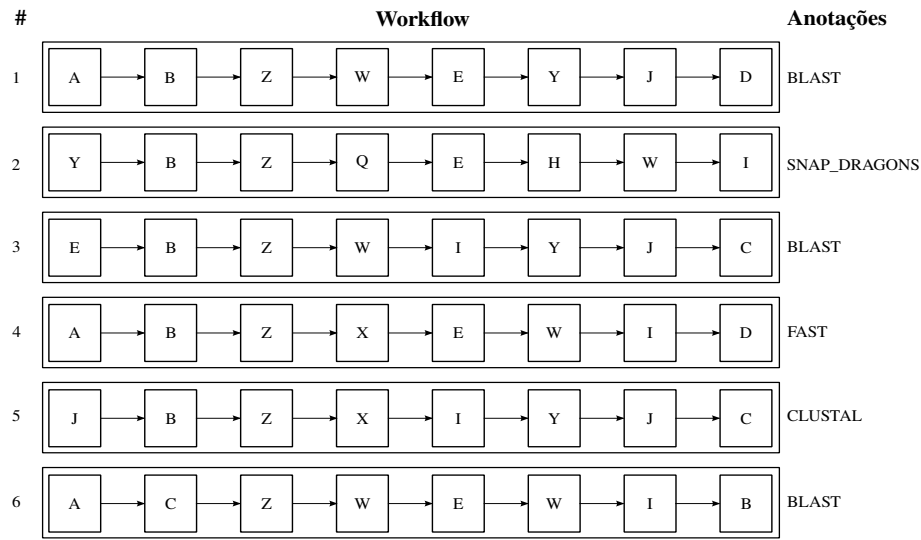 # Workflow Anotações
1 A B Z W E Y J D BLAST
2 Y B Z Q E H W I SNAP_DRAGONS
3 E B Z W I Y J C BLAST
4 A B Z X E W I D FAST
5 J B Z X I Y J C CLUSTAL
6 A C Z W E W I B BLAST